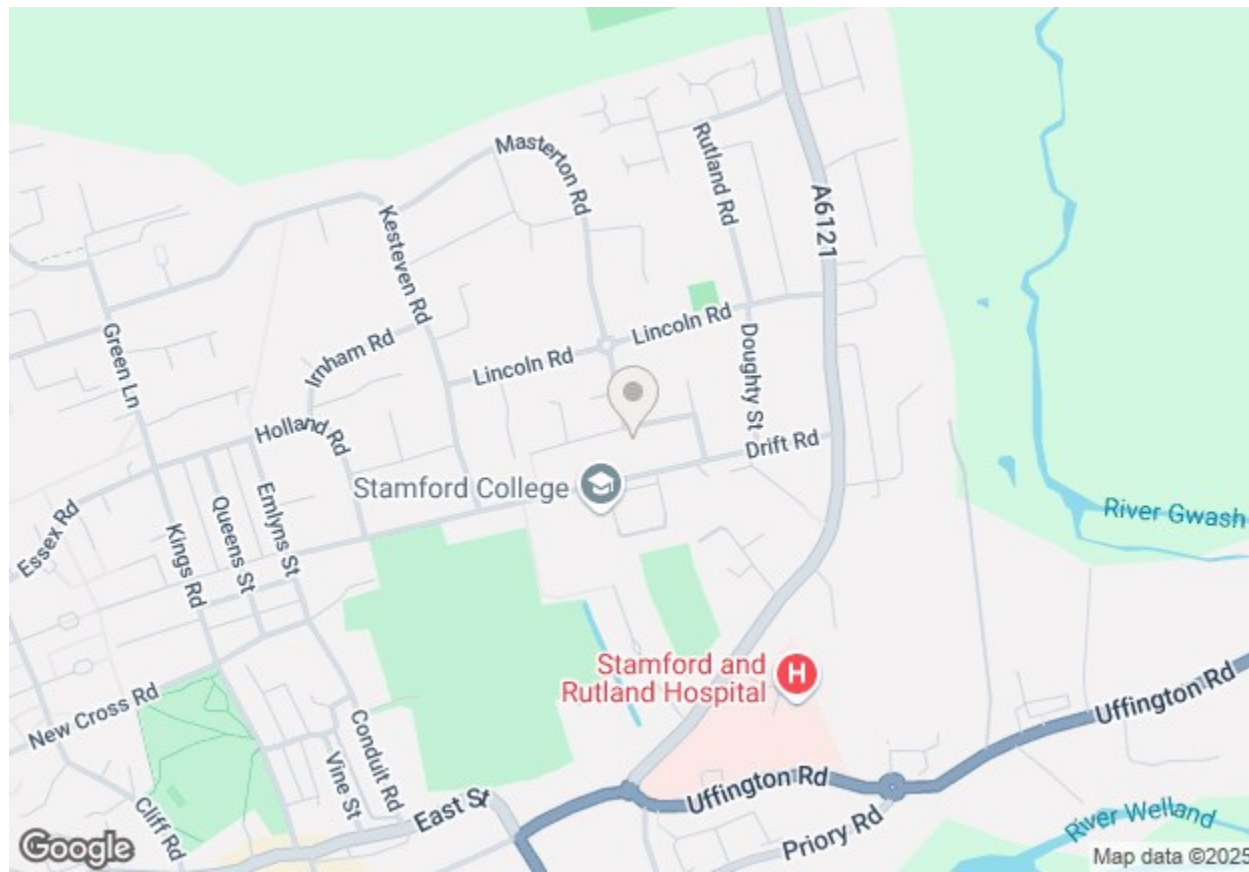 Masterton Rd
Rutland Rd
A6121
Kesteven Rd
Green Ln
Irnham Rd
Lincoln Rd
Lincoln Rd
Doughty St
Holland Rd
Drift Rd
Stamford College
Essex Rd
Emlyns St
Queens St
Kings Rd
River Gwash
Stamford and
Rutland Hospital
H
New Cross Rd
Conduit Rd
Vine St
Uffington Rd
Uffington Rd
East St
Cliff Rd
Priory Rd
River Welland
Google
Map data ©2025